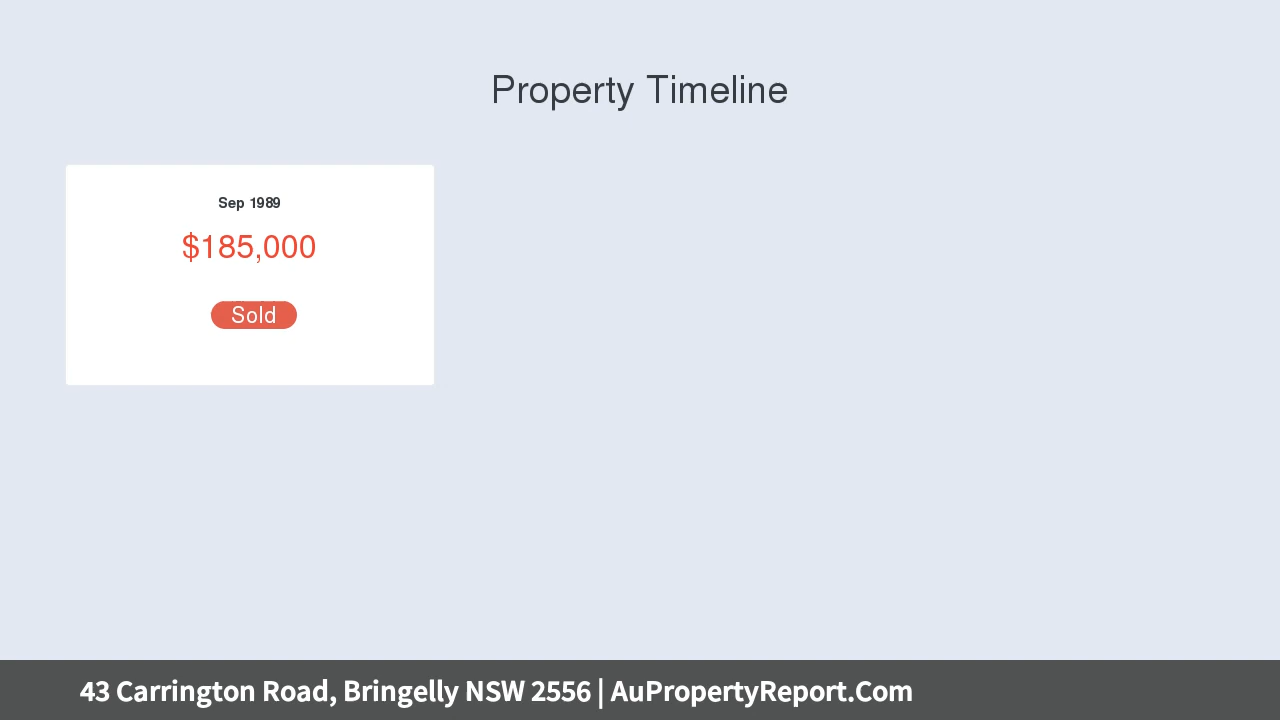 Property Timeline
Sep 1989
$185,000
Sold
43 Carrington Road, Bringelly NSW 2556 | AuPropertyReport.Com